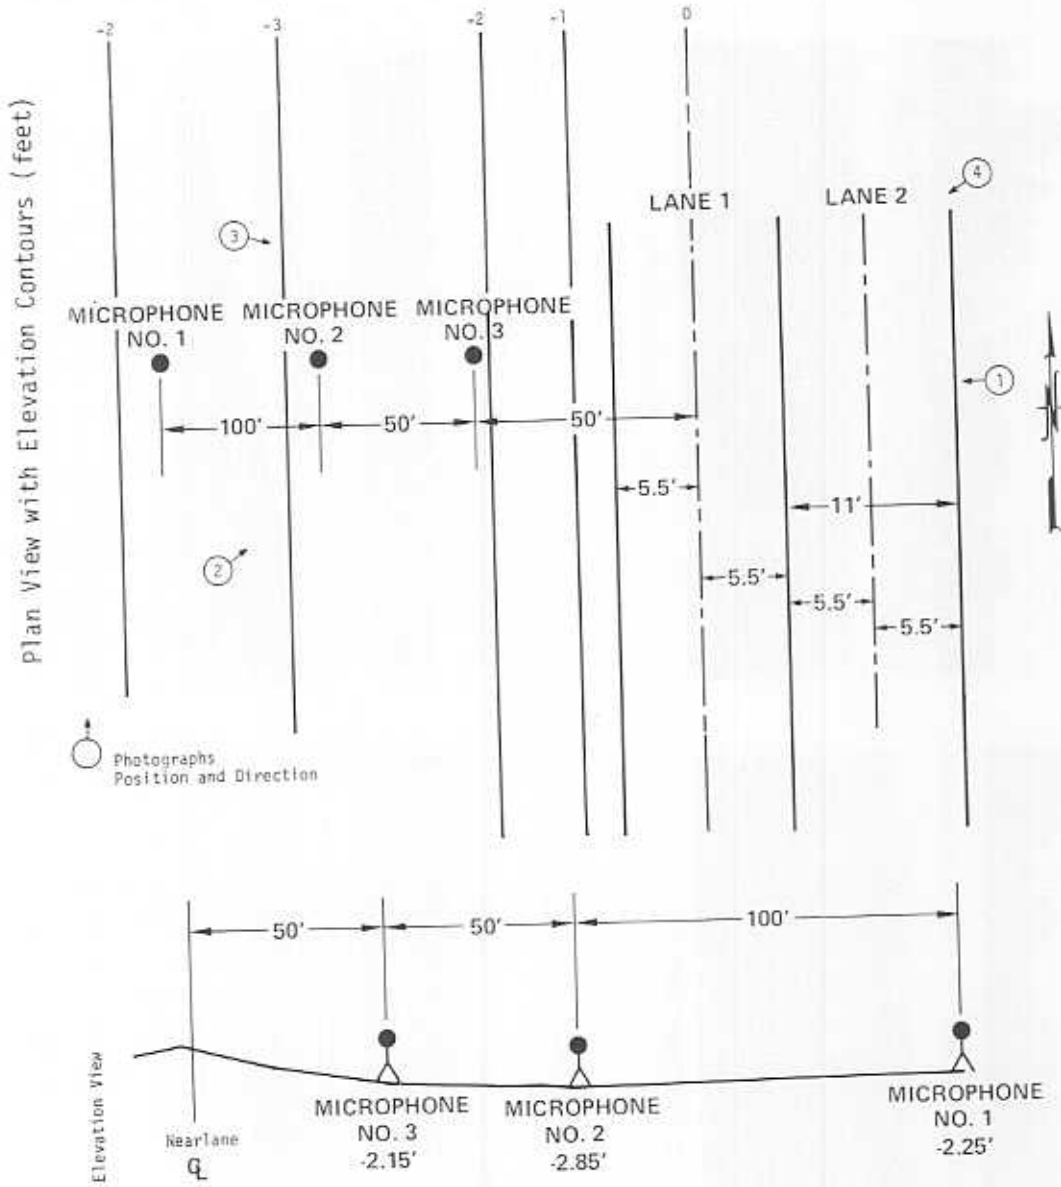 Plan View with Elevation Contours (feet)
-2
-3
-2
-1
0
LANE 1
LANE 2
4
3
MICROPHONE
NO. 1
MICROPHONE
NO. 2
MICROPHONE
NO. 3
1
N
100'
50'
50'
5.5'
11'
2
5.5'
5.5'
5.5'
Photographs
Position and Direction
Elevation View
50'
50'
100'
Nearlane
CL
MICROPHONE
NO. 3
-2.15'
MICROPHONE
NO. 2
-2.85'
MICROPHONE
NO. 1
-2.25'